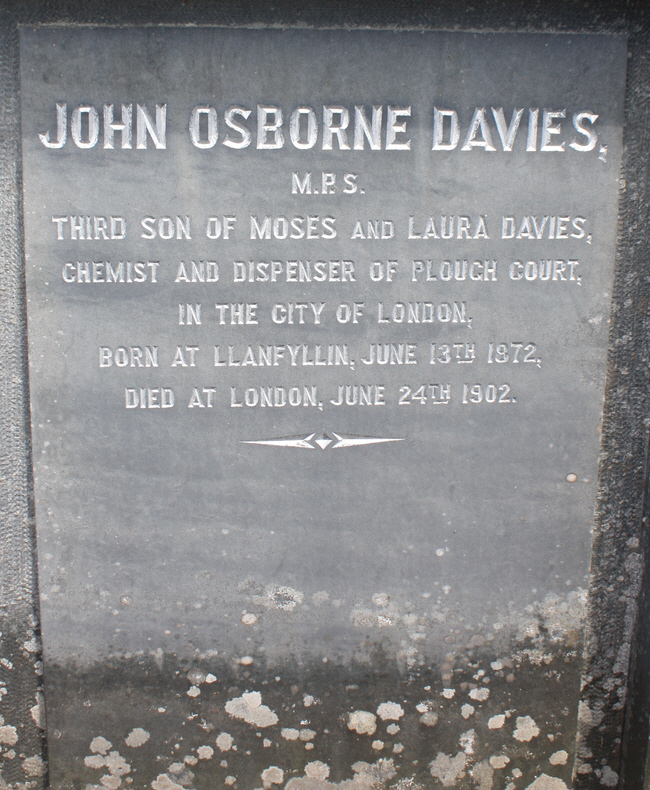 JOHN OSBORNE DAVIES,
M.P.S.
THIRD SON OF MOSES AND LAURA DAVIES,
CHEMIST AND DISPENSER OF PLOUGH COURT,
IN THE CITY OF LONDON,
BORN AT LLANFYLLIN, JUNE 13TH 1872,
DIED AT LONDON, JUNE 24TH 1902.